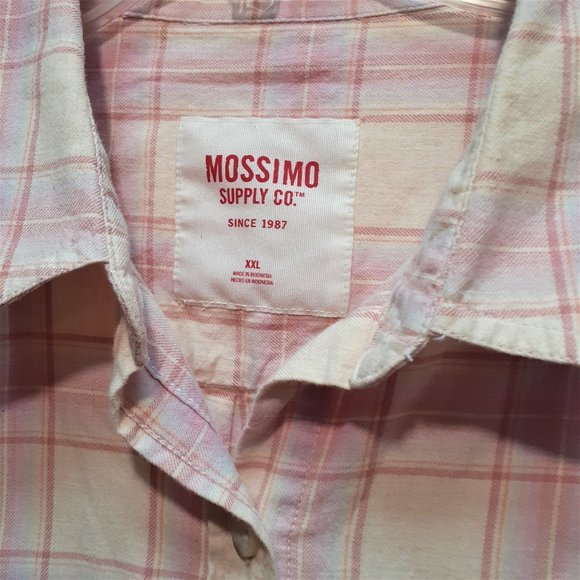 MOSSIMO
SUPPLY CO.™
SINCE 1987
XXL
MADE IN INDONESIA
HECHO EN INDONESIA